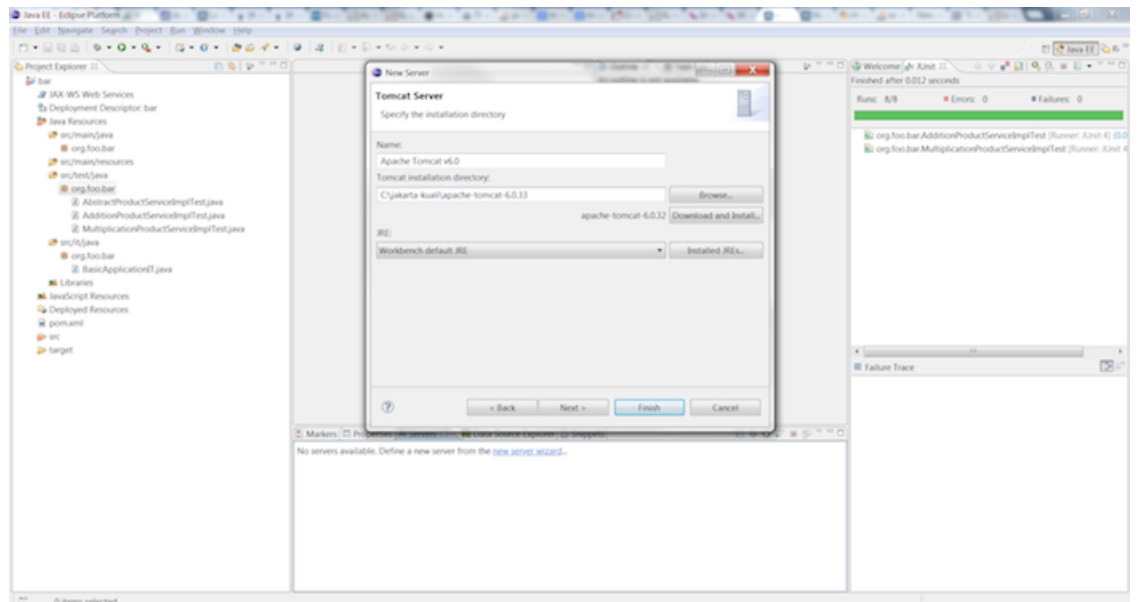 Java EE - Eclipse Platform
File Edit Navigate Search Project Run Window Help
Java EE
Project Explorer
bar
JAX-WS Web Services
Deployment Descriptor: bar
Java Resources
src/main/java
org.foo.bar
src/main/resources
src/test/java
org.foo.bar
AbstractProductServiceImplTest.java
AdditionProductServiceImplTest.java
MultiplicationProductServiceImplTest.java
src/it/java
org.foo.bar
BasicApplicationIT.java
Libraries
JavaScript Resources
Deployed Resources
pom.xml
src
target
New Server
Tomcat Server
Specify the installation directory
Name:
Apache Tomcat v6.0
Tomcat installation directory:
C:\jakarta-kuali\apache-tomcat-6.0.33
Browse...
apache-tomcat-6.0.32 Download and Install...
JRE:
Workbench default JRE
Installed JREs...
< Back
Next >
Finish
Cancel
Markers
Servers
Data Source Explorer
Snippets
No servers available. Define a new server from the new server wizard...
Welcome
JUnit
Finished after 0.012 seconds
Runs: 8/8
Errors: 0
Failures: 0
org.foo.bar.AdditionProductServiceImplTest [Runner: JUnit 4] (0.0
org.foo.bar.MultiplicationProductServiceImplTest [Runner: JUnit 4
Failure Trace
0 items selected